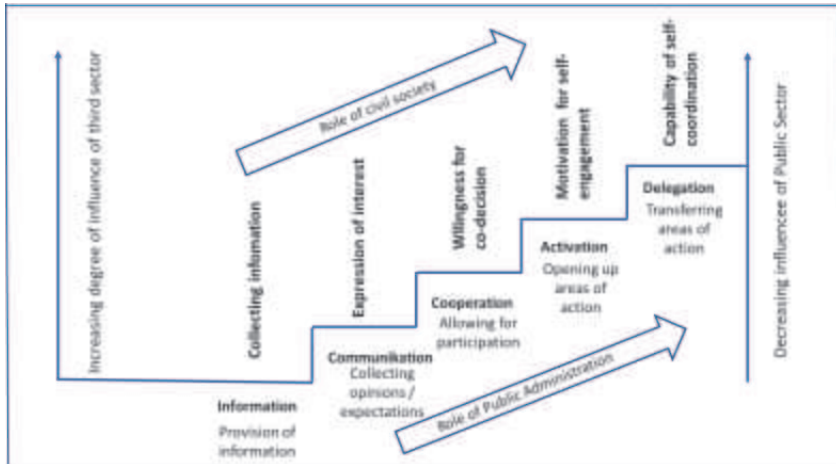 Increasing degree of influence of third sector
Role of civil society
Collecting infomation
Expression of interest
Willingness for
co-decision
Motivation for self-
engagement
Capability of self-
coordination
Information
Provision of
information
Communikation
Collecting
opinions /
expectations
Cooperation
Allowing for
participation
Activation
Opening up
areas of
action
Delegation
Transferring
areas of
action
Role of Public Administration
Decreasing influencee of Public Sector